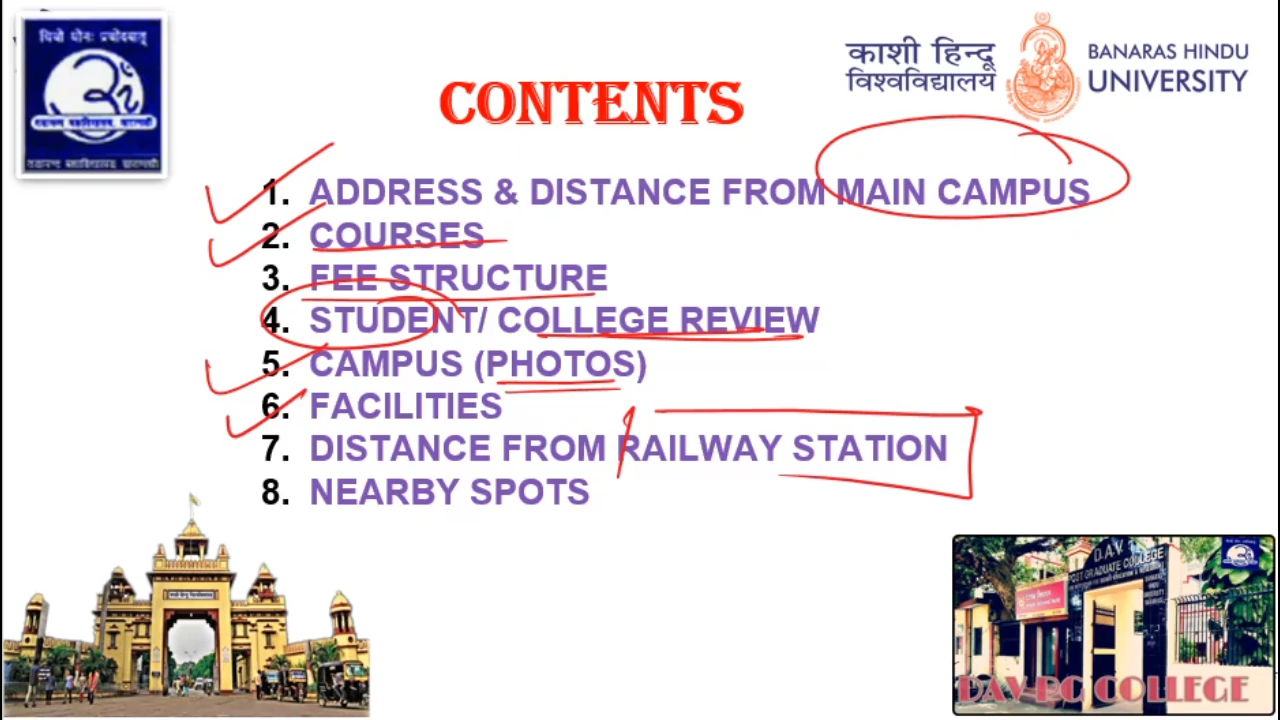 धियो योनः प्रचोदयात्
काशी हिन्दू
विश्वविद्यालय
BANARAS HINDU
UNIVERSITY
CONTENTS
1. ADDRESS & DISTANCE FROM MAIN CAMPUS
2. COURSES
3. FEE STRUCTURE
4. STUDENT/ COLLEGE REVIEW
5. CAMPUS (PHOTOS)
6. FACILITIES
7. DISTANCE FROM RAILWAY STATION
8. NEARBY SPOTS
D.A.V.
POST GRADUATE COLLEGE
DAV PG COLLEGE